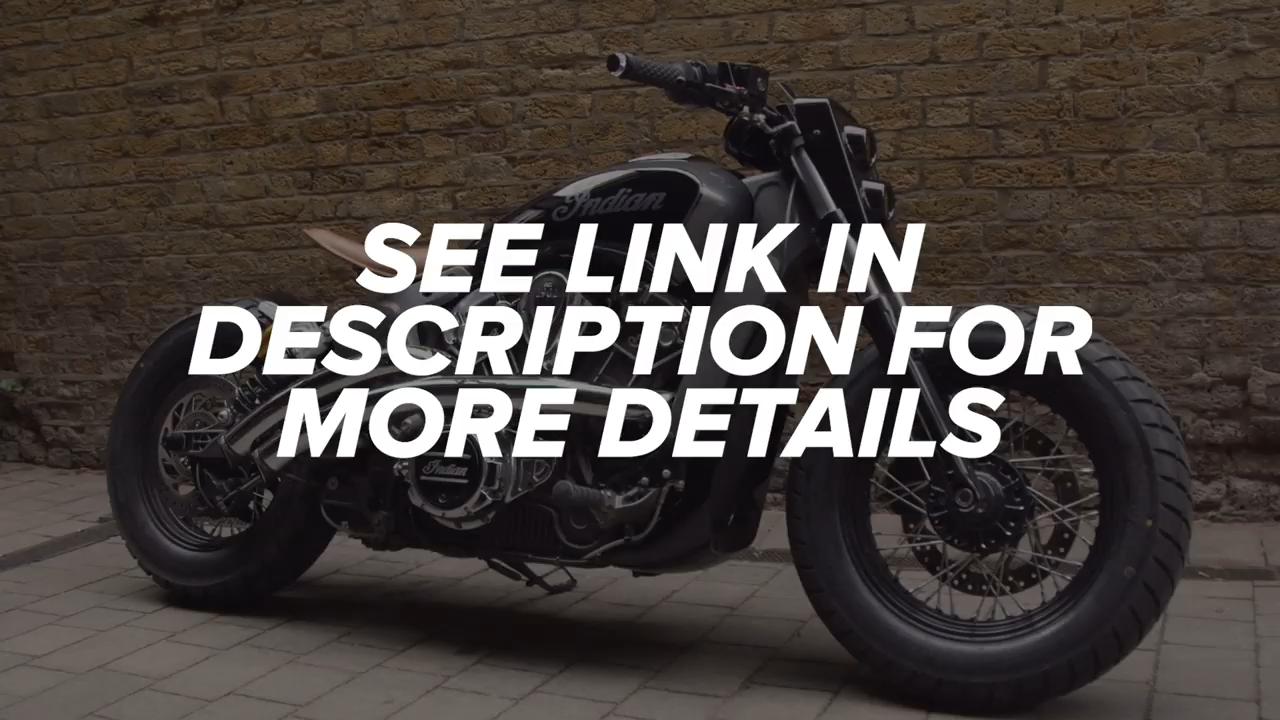 Indian
SEE LINK IN
DESCRIPTION FOR
MORE DETAILS
Indian